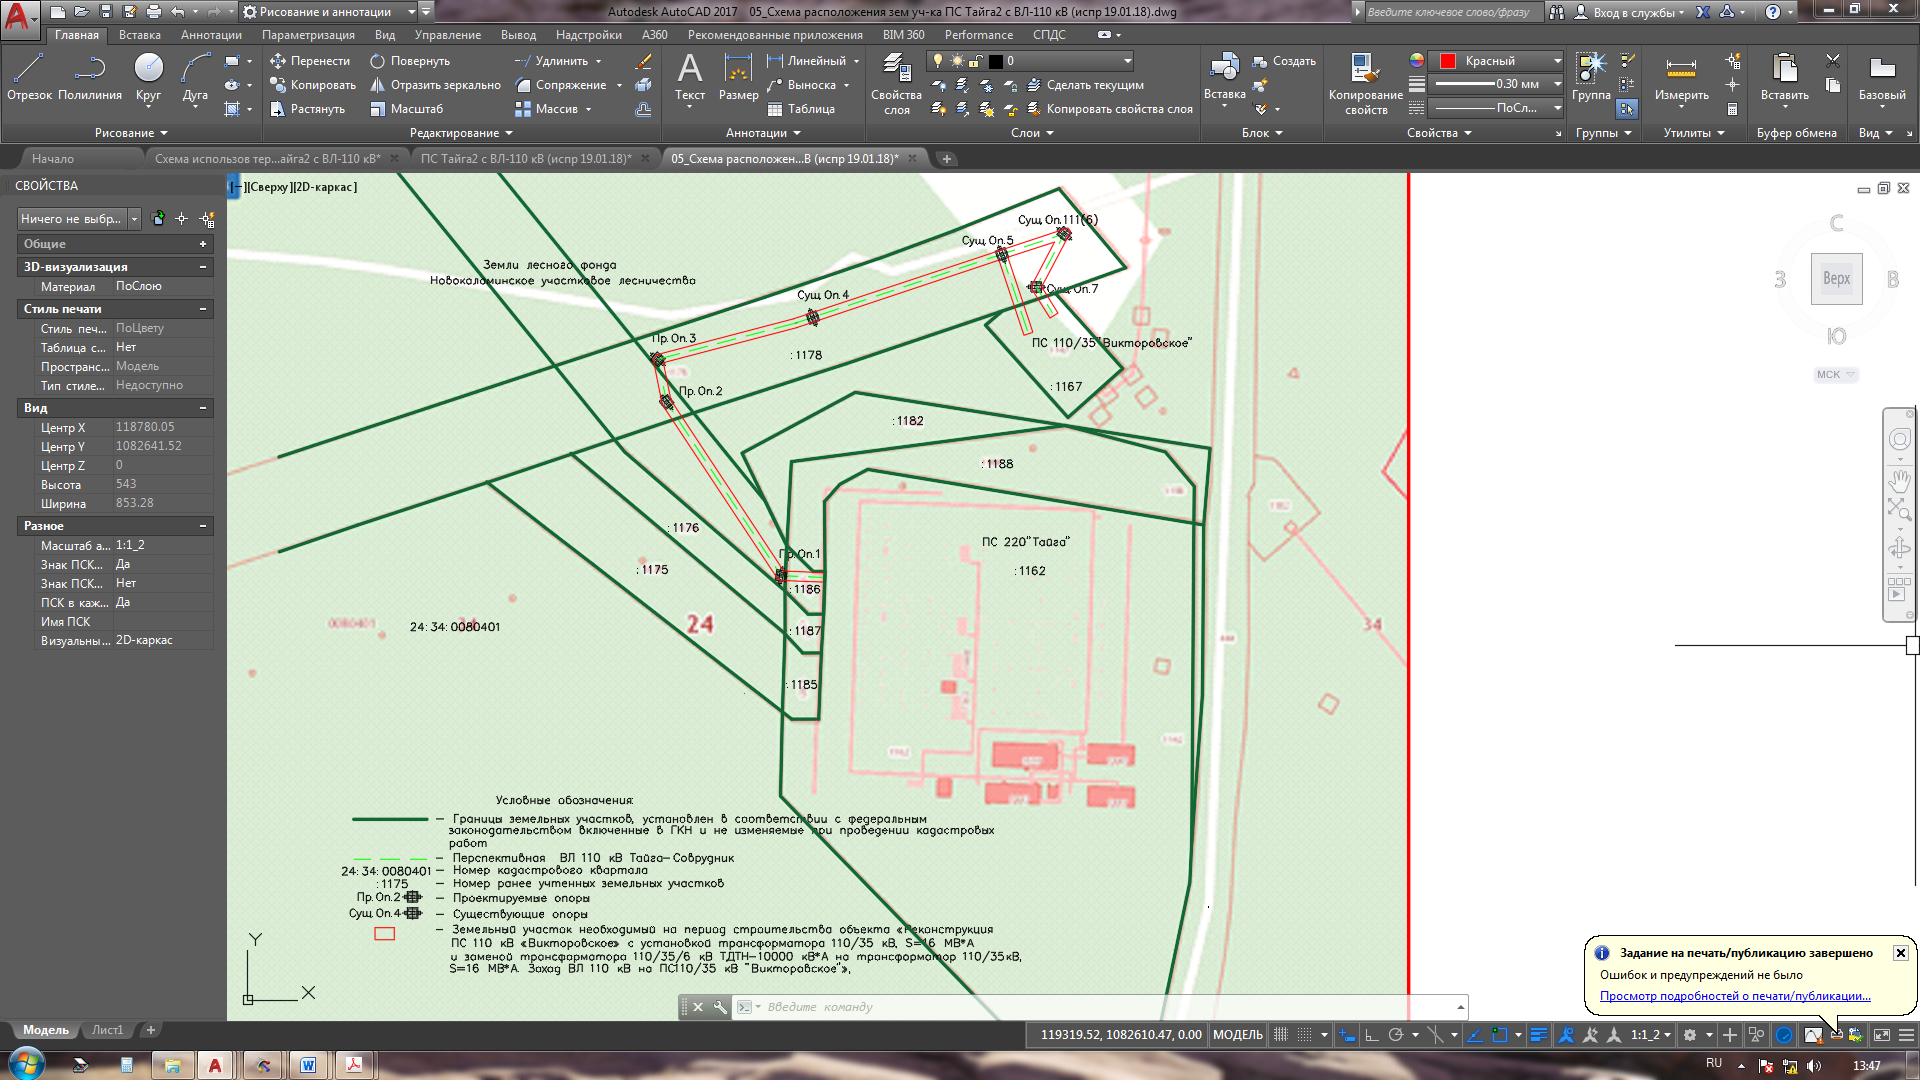 Рисование и аннотации
Autodesk AutoCAD 2017 05_Схема расположения зем уч-ка ПС Тайга2 с ВЛ-110 кВ (испр 19.01.18).dwg
Введите ключевое слово/фразу
Вход в службы
Главная Вставка Аннотации Параметризация Вид Управление Вывод Надстройки A360 Рекомендованные приложения BIM 360 Performance СПДС
Отрезок Полилиния Круг Дуга
Перенести Повернуть Удлинить
Копировать Отразить зеркально Сопряжение
Растянуть Масштаб Массив
Текст Размер
Линейный
Выноска
Таблица
Свойства слоя
0
Сделать текущим
Копировать свойства слоя
Вставка
Создать
Копирование свойств
Красный
0.30 мм
ПоСл...
Группа
Измерить
Вставить
Базовый
Рисование Редактирование Аннотации Слои Блок Свойства Группы Утилиты Буфер обмена Вид
Начало
Схема использов тер...айга2 с ВЛ-110 кВ*
ПС Тайга2 с ВЛ-110 кВ (испр 19.01.18)*
05_Схема расположен...В (испр 19.01.18)*
СВОЙСТВА
Ничего не выбр...
Общие
3D-визуализация
Материал ПоСлою
Стиль печати
Стиль печ... ПоЦвету
Таблица с... Нет
Пространс... Модель
Тип стиле... Недоступно
Вид
Центр X 118780.05
Центр Y 1082641.52
Центр Z 0
Высота 543
Ширина 853.28
Разное
Масштаб а... 1:1_2
Знак ПСК... Да
Знак ПСК... Нет
ПСК в каж... Да
Имя ПСК
Визуальны... 2D-каркас
[−][Сверху][2D-каркас]
Земли лесного фонда
Новокаламинское участковое лесничество
Сущ.Оп.111(6)
Сущ.Оп.5
Сущ.Оп.7
Сущ.Оп.4
Пр.Оп.3
:1178
ПС 110/35"Викторовское"
:1167
Пр.Оп.2
:1182
:1188
:1176
ПС 220"Тайга"
Пр.Оп.1
:1175
:1162
:1186
24:34:0080401
0080401
24
34
:1187
:1185
1162
1162
Условные обозначения:
– Границы земельных участков, установлен в соответствии с федеральным
законодательством включенные в ГКН и не изменяемые при проведении кадастровых
работ
– Перспективная ВЛ 110 кВ Тайга–Соврудник
24:34:0080401 – Номер кадастрового квартала
:1175 – Номер ранее учтенных земельных участков
Пр.Оп.2 – Проектируемые опоры
Сущ.Оп.4 – Существующие опоры
– Земельный участок необходимый на период строительства объекта «Реконструкция
ПС 110 кВ «Викторовское» с установкой трансформатора 110/35 кВ, S=16 МВ*А
и заменой трансформатора 110/35/6 кВ ТДТН-10000 кВ*А на трансформатор 110/35кВ,
S=16 МВ*А. Заход ВЛ 110 кВ на ПС110/35 кВ "Викторовское"»,
Y
X
С
З Верх В
Ю
МСК
Введите команду
Задание на печать/публикацию завершено
Ошибок и предупреждений не было
Просмотр подробностей о печати/публикации...
Модель Лист1
119319.52, 1082610.47, 0.00 МОДЕЛЬ
1:1_2
RU
13:47